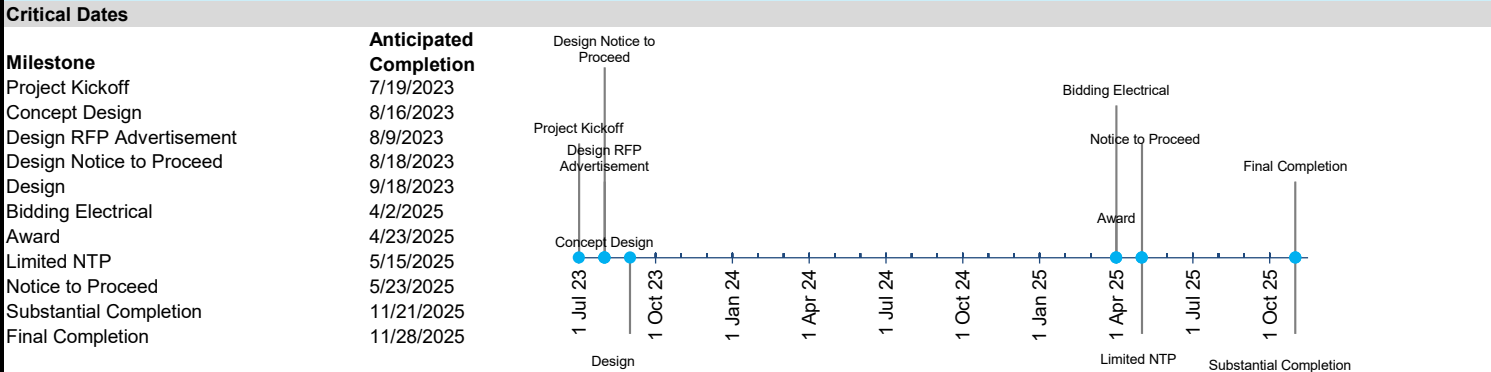 Critical Dates
Milestone Anticipated Completion
Project Kickoff 7/19/2023
Concept Design 8/16/2023
Design RFP Advertisement 8/9/2023
Design Notice to Proceed 8/18/2023
Design 9/18/2023
Bidding Electrical 4/2/2025
Award 4/23/2025
Limited NTP 5/15/2025
Notice to Proceed 5/23/2025
Substantial Completion 11/21/2025
Final Completion 11/28/2025
Design Notice to
Proceed
Project Kickoff
Design RFP
Advertisement
Concept Design
Bidding Electrical
Notice to Proceed
Final Completion
Award
1 Jul 23
1 Oct 23
1 Jan 24
1 Apr 24
1 Jul 24
1 Oct 24
1 Jan 25
1 Apr 25
1 Jul 25
1 Oct 25
Design
Limited NTP
Substantial Completion